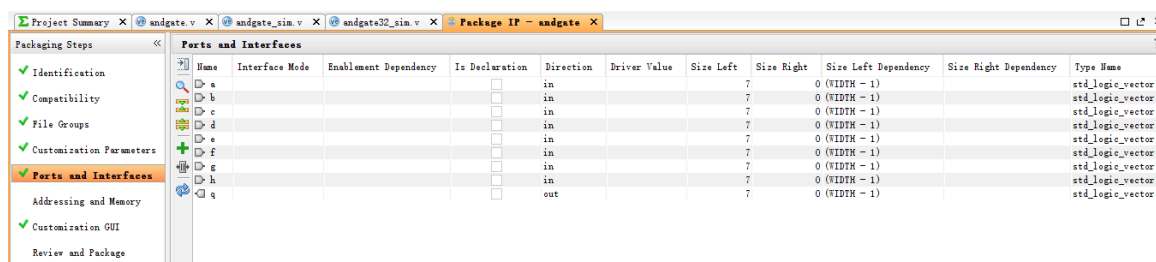 Project Summary andgate.v andgate_sim.v andgate32_sim.v Package IP - andgate
Packaging Steps Ports and Interfaces
Identification
Compatibility
File Groups
Customization Parameters
Ports and Interfaces
Addressing and Memory
Customization GUI
Review and Package
Name Interface Mode Enablement Dependency Is Declaration Direction Driver Value Size Left Size Right Size Left Dependency Size Right Dependency Type Name
a in 7 0 (WIDTH - 1) std_logic_vector
b in 7 0 (WIDTH - 1) std_logic_vector
c in 7 0 (WIDTH - 1) std_logic_vector
d in 7 0 (WIDTH - 1) std_logic_vector
e in 7 0 (WIDTH - 1) std_logic_vector
f in 7 0 (WIDTH - 1) std_logic_vector
g in 7 0 (WIDTH - 1) std_logic_vector
h in 7 0 (WIDTH - 1) std_logic_vector
q out 7 0 (WIDTH - 1) std_logic_vector